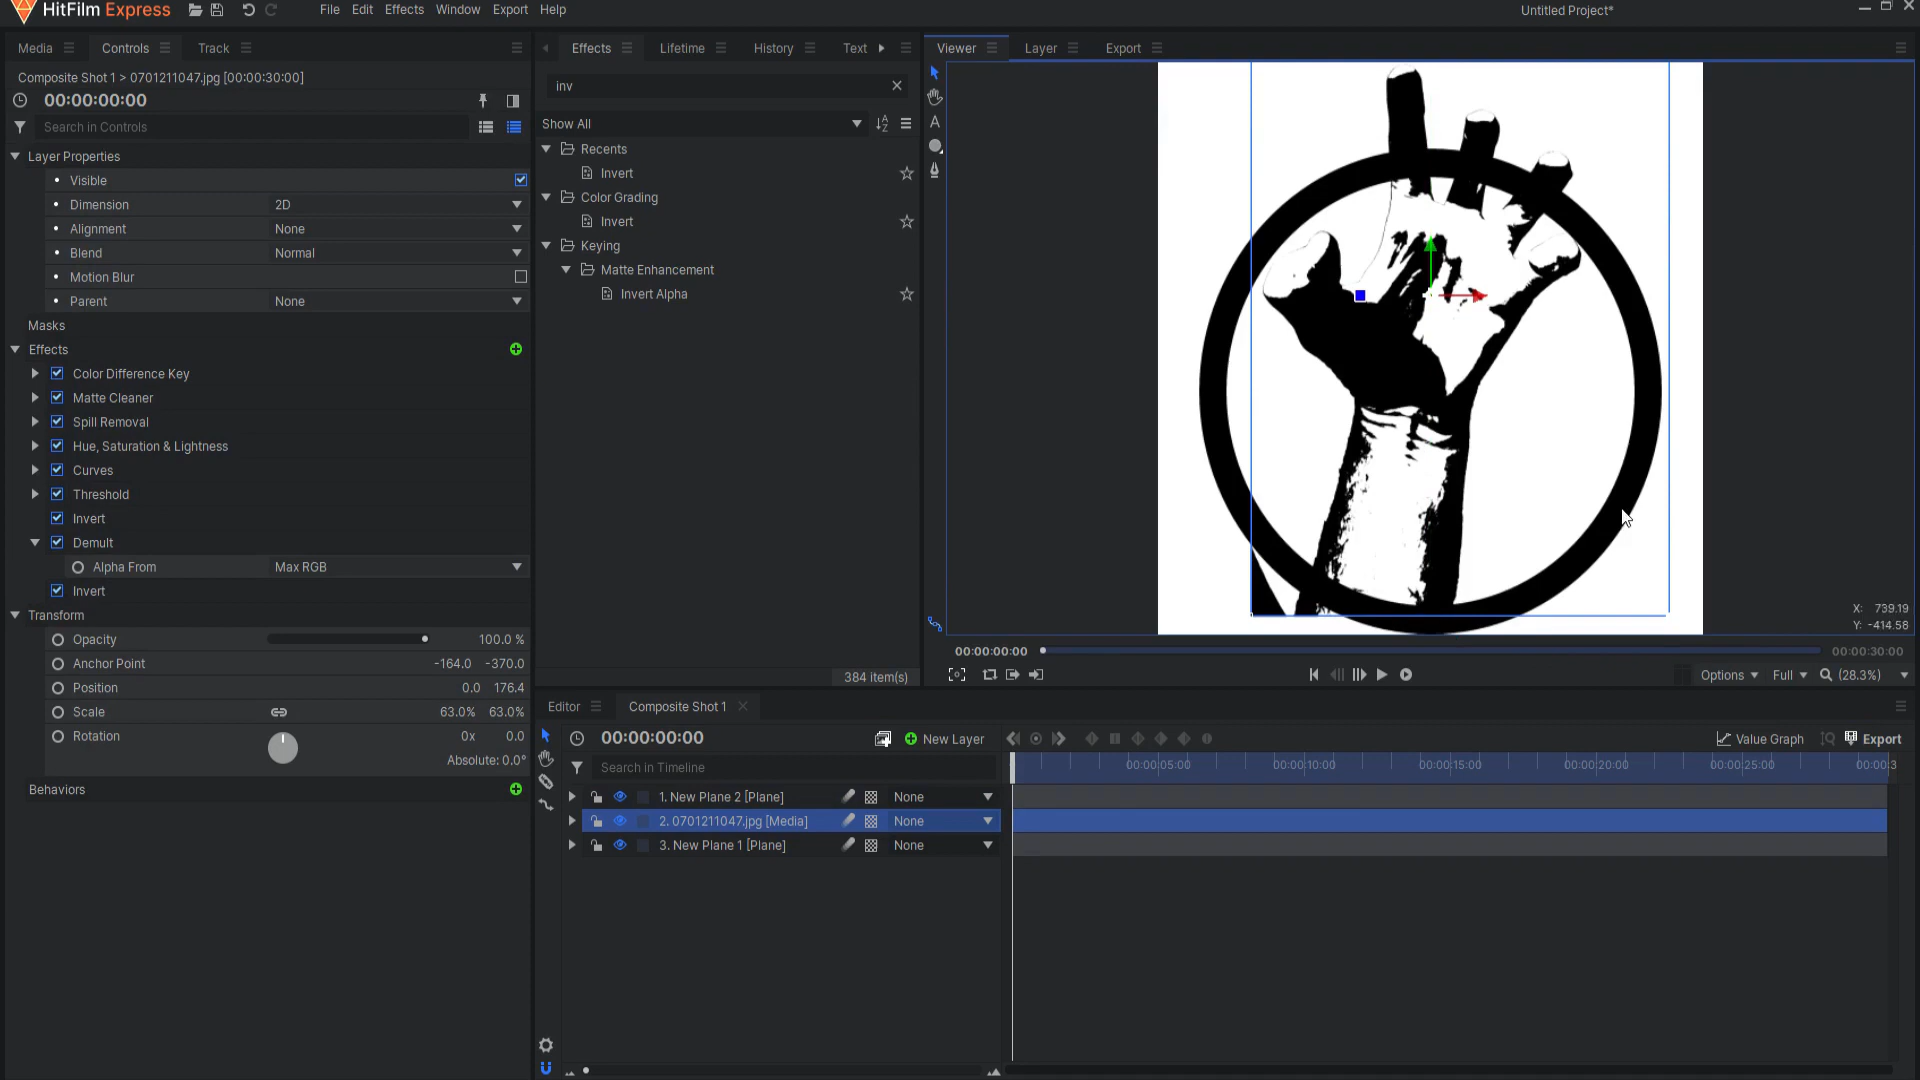 HitFilm Express
File Edit Effects Window Export Help
Untitled Project*
Media Controls Track
Effects Lifetime History Text
Viewer Layer Export
Composite Shot 1 > 0701211047.jpg [00:00:30:00]
00:00:00:00
Search in Controls
Layer Properties
Visible
Dimension 2D
Alignment None
Blend Normal
Motion Blur
Parent None
Masks
Effects
Color Difference Key
Matte Cleaner
Spill Removal
Hue, Saturation & Lightness
Curves
Threshold
Invert
Demult
Alpha From Max RGB
Invert
Transform
Opacity 100.0 %
Anchor Point -164.0 -370.0
Position 0.0 176.4
Scale 63.0% 63.0%
Rotation 0x 0.0
Absolute: 0.0°
Behaviors
inv
Show All
Recents
Invert
Color Grading
Invert
Keying
Matte Enhancement
Invert Alpha
384 item(s)
A
X: 739.19
Y: -414.58
00:00:00:00 00:00:30:00
Options Full (28.3%)
Editor Composite Shot 1
00:00:00:00 New Layer
Value Graph Export
Search in Timeline
00:00:05:00 00:00:10:00 00:00:15:00 00:00:20:00 00:00:25:00 00:00:3
1. New Plane 2 [Plane] None
2. 0701211047.jpg [Media] None
3. New Plane 1 [Plane] None